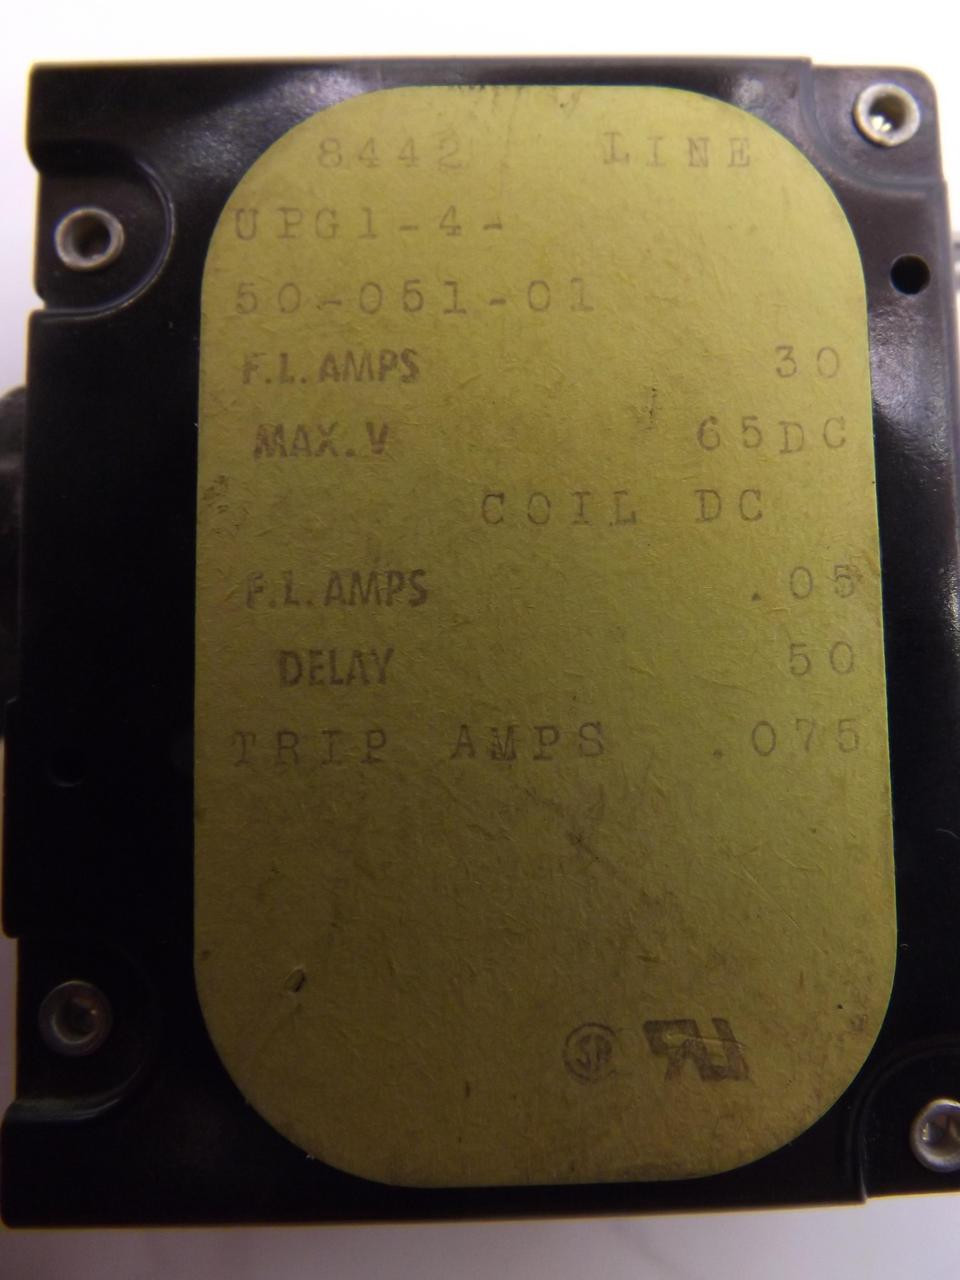 8442 LINE
UPG1-4-
50-051-01
F.L. AMPS 30
MAX. V 65DC
COIL DC
F.L. AMPS .05
DELAY 50
TRIP AMPS .075